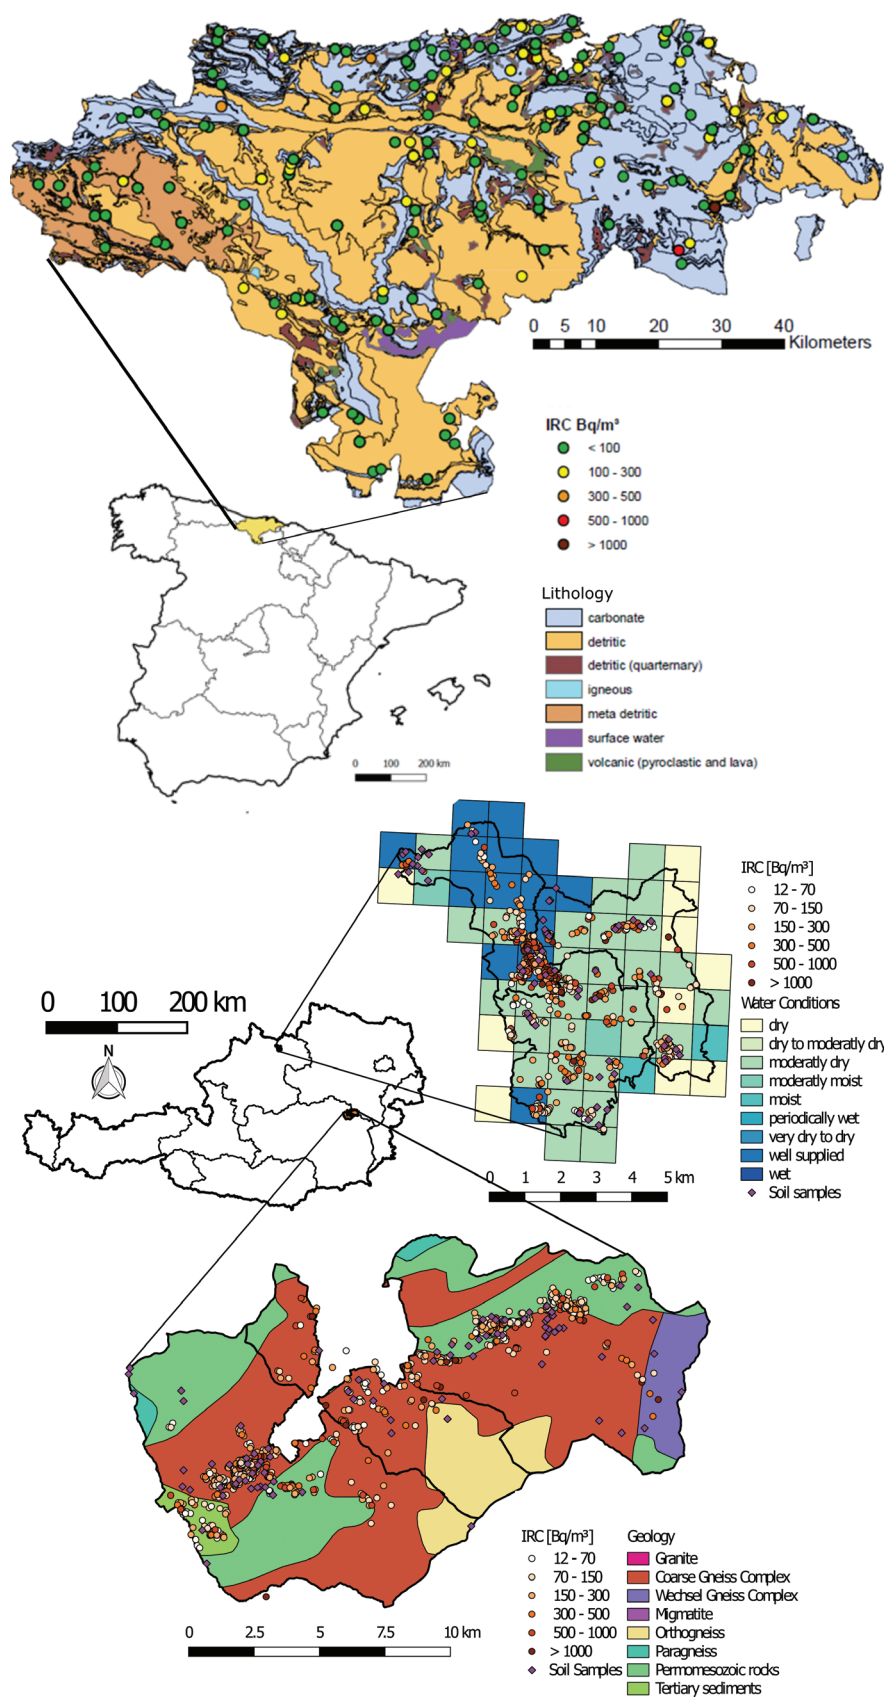 0 5 10 20 30 40
Kilometers
IRC Bq/m³
< 100
100 - 300
300 - 500
500 - 1000
> 1000
Lithology
carbonate
detritic
detritic (quarternary)
igneous
meta detritic
surface water
volcanic (pyroclastic and lava)
0 100 200 km
IRC [Bq/m³]
12 - 70
70 - 150
150 - 300
300 - 500
500 - 1000
> 1000
Water Conditions
dry
dry to moderatly dry
moderatly dry
moderatly moist
moist
periodically wet
very dry to dry
well supplied
wet
Soil samples
0 100 200 km
N
0 1 2 3 4 5 km
IRC [Bq/m³]
12 - 70
70 - 150
150 - 300
300 - 500
500 - 1000
> 1000
Soil Samples
Geology
Granite
Coarse Gneiss Complex
Wechsel Gneiss Complex
Migmatite
Orthogneiss
Paragneiss
Permomesozoic rocks
Tertiary sediments
0 2.5 5 7.5 10 km